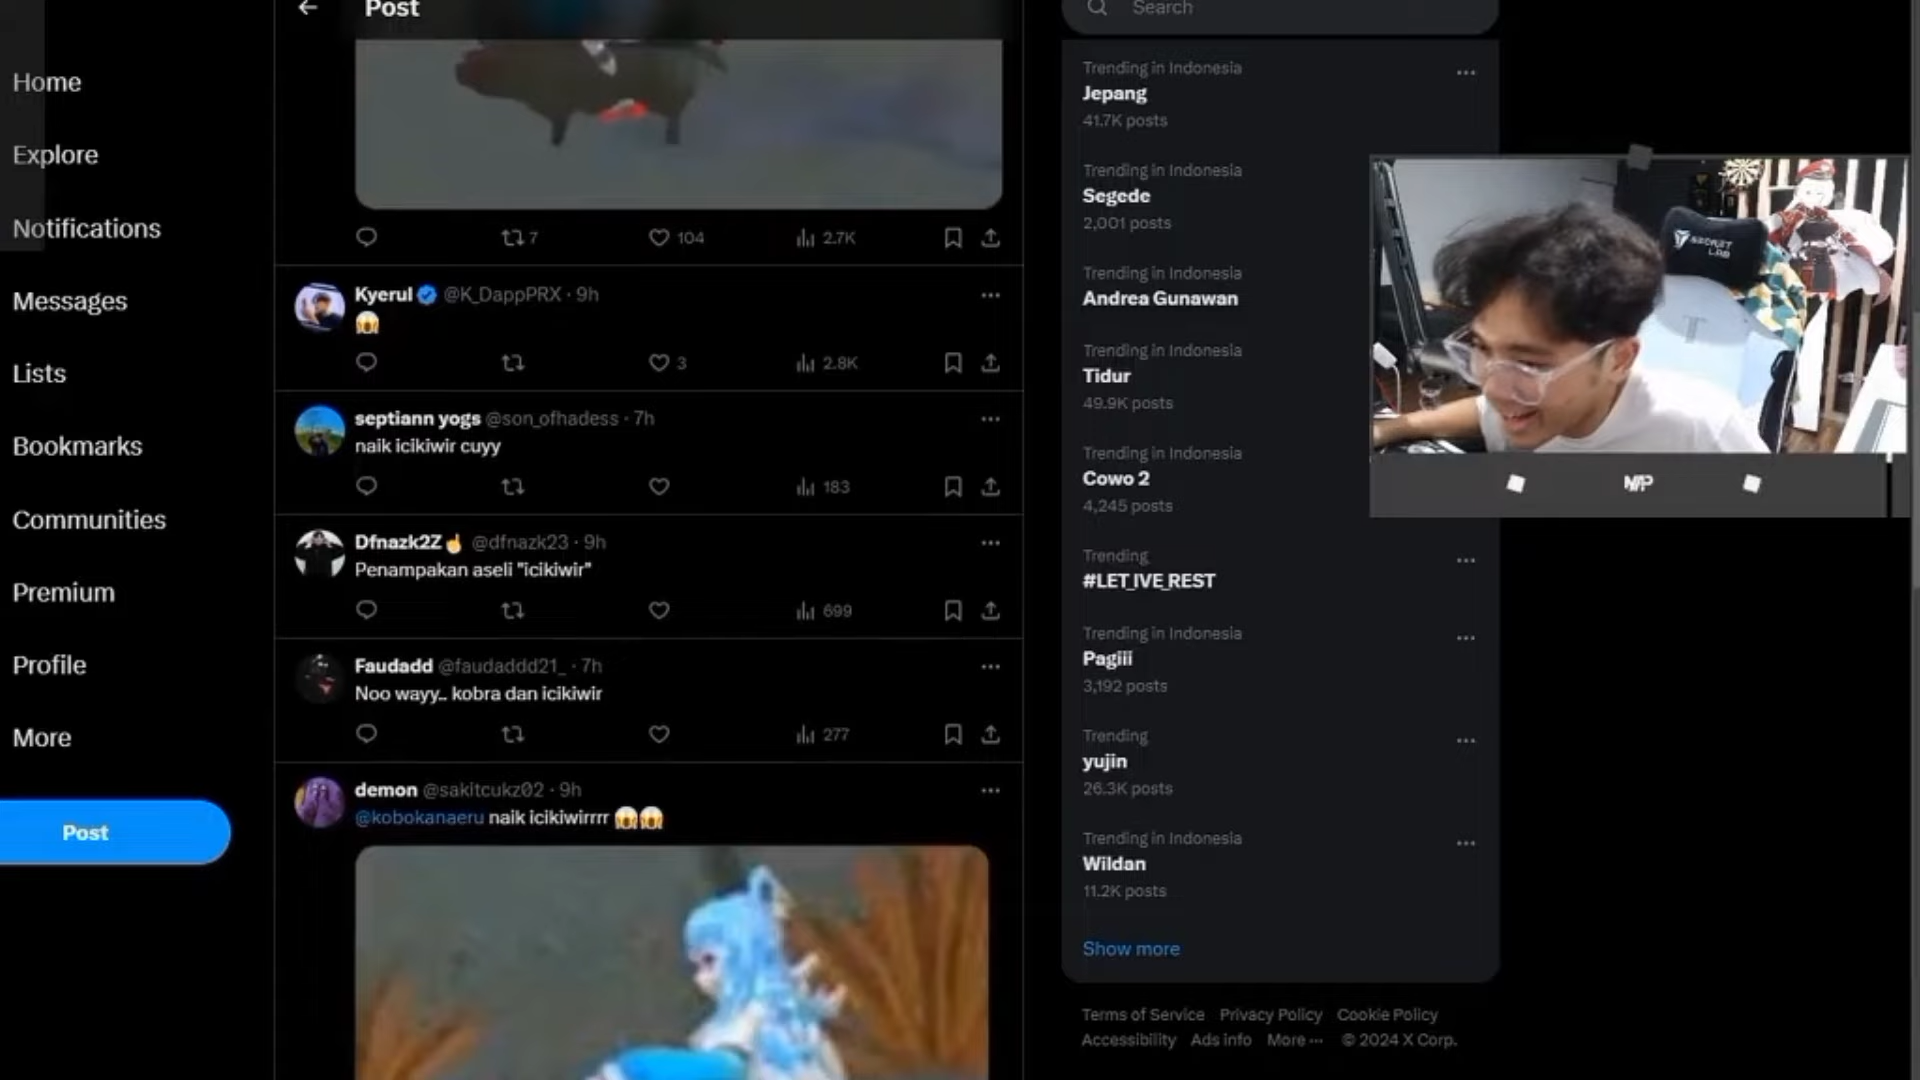 Home
Explore
Notifications
Messages
Lists
Bookmarks
Communities
Premium
Profile
More
Post
Post
7 104 2.7K
Kyerul @K_DappPRX · 9h
😱
3 2.8K
septiann yogs @son_ofhadess · 7h
naik icikiwir cuyy
183
Dfnazk2Z☝ @dfnazk23 · 9h
Penampakan aseli "icikiwir"
699
Faudadd @faudaddd21_ · 7h
Noo wayy.. kobra dan icikiwir
277
demon @sakitcukz02 · 9h
@kobokanaeru naik icikiwirrrr 😱😱
Search
Trending in Indonesia
Jepang
41.7K posts
Trending in Indonesia
Segede
2,001 posts
Trending in Indonesia
Andrea Gunawan
Trending in Indonesia
Tidur
49.9K posts
Trending in Indonesia
Cowo 2
4,245 posts
Trending
#LET_IVE_REST
Trending in Indonesia
Pagiii
3,192 posts
Trending
yujin
26.3K posts
Trending in Indonesia
Wildan
11.2K posts
Show more
Terms of Service Privacy Policy Cookie Policy
Accessibility Ads info More ··· © 2024 X Corp.
SECRET
LAB